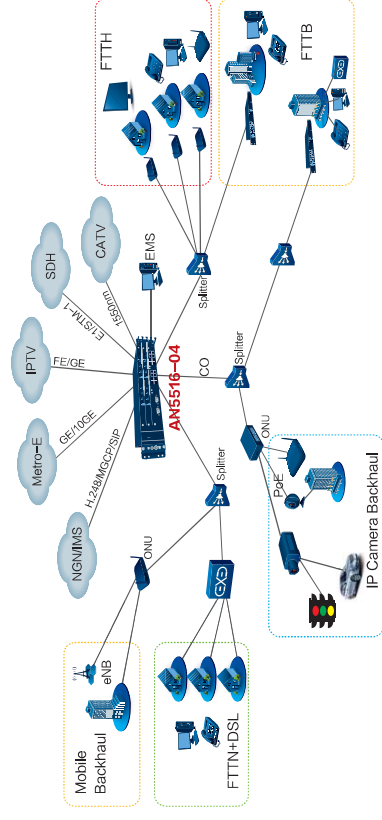 FTTH
FTTB
SDH
CATV
IPTV
Metro-E
NGN/IMS
E1/STM-1
1550nm
FE/GE
GE/10GE
H.248/MGCP/SIP
EMS
AN5516-04
CO
Splitter
Splitter
Splitter
ONU
ONU
PoE
eNB
Mobile
Backhaul
FTTN+DSL
IP Camera Backhaul